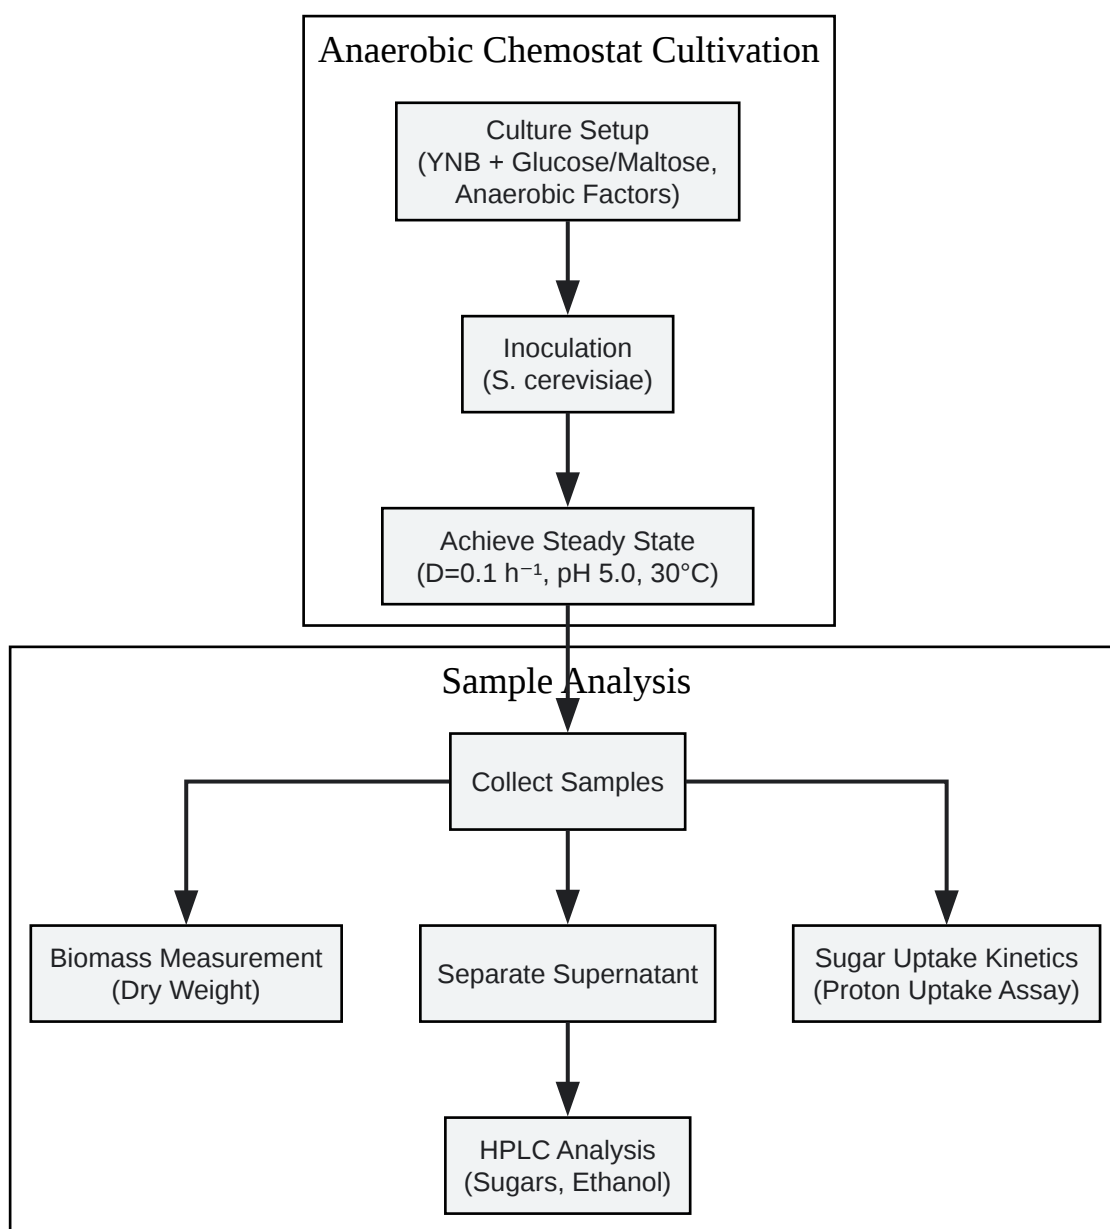 Anaerobic Chemostat Cultivation
Culture Setup
(YNB + Glucose/Maltose,
Anaerobic Factors)
Inoculation
(S. cerevisiae)
Achieve Steady State
(D=0.1 h⁻¹, pH 5.0, 30°C)
Sample Analysis
Collect Samples
Biomass Measurement
(Dry Weight)
Separate Supernatant
Sugar Uptake Kinetics
(Proton Uptake Assay)
HPLC Analysis
(Sugars, Ethanol)